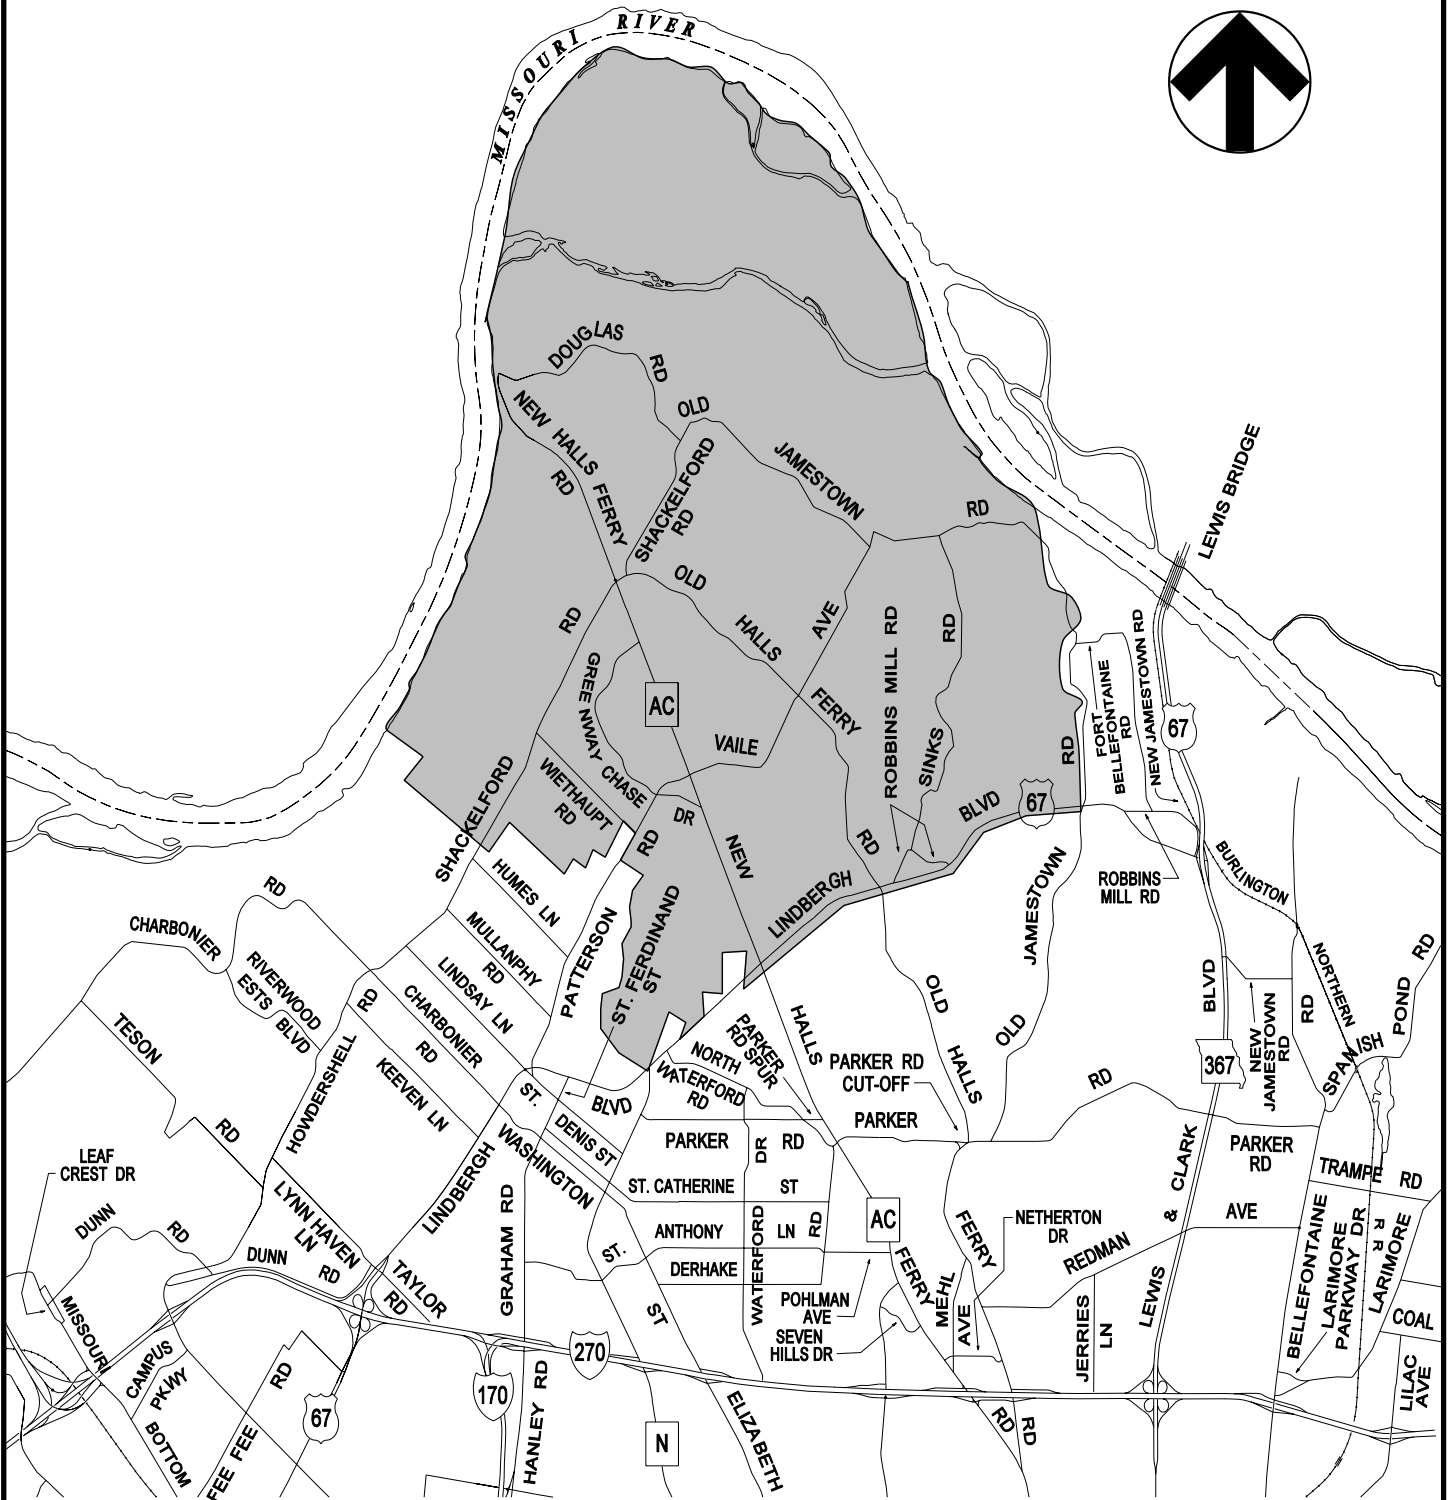 MISSOURI RIVER
DOUGLAS
RD
OLD
JAMESTOWN
RD
NEW HALLS FERRY
RD
SHACKELFORD
RD
LEWIS BRIDGE
OLD
HALLS
FERRY
RD
AVE
ROBBINS MILL RD
RD
SINKS
RD
GREENWAY
CHASE
DR
AC
VAILE
FORT
BELLEFONTAINE
RD
NEW JAMESTOWN RD
67
RD
BLVD
67
LINDBERGH
SHACKELFORD
WIETHAUPT
RD
RD
NEW
HUMES LN
MULLANPHY
RD
LINDSAY LN
PATTERSON
ST. FERDINAND
ST
JAMESTOWN
ROBBINS
MILL RD
BURLINGTON
NORTHERN
RD
CHARBONIER
RIVERWOOD
ESTS BLVD
RD
CHARBONIER
RD
TESON
RD
HOWDERSHELL
KEEVEN LN
HALLS
PARKER
RD SPUR
NORTH
WATERFORD
RD
OLD
HALLS
OLD
PARKER RD
CUT-OFF
PARKER
RD
BLVD
367
NEW
JAMESTOWN
RD
RD
SPANISH
POND
RD
ST.
BLVD
DENIS ST
WASHINGTON
PARKER
DR
RD
ST. CATHERINE
ST
ANTHONY
LN
RD
DERHAKE
WATERFORD
LEAF
CREST DR
DUNN
RD
LYNN HAVEN
LN
DUNN
RD
TAYLOR
RD
LINDBERGH
GRAHAM RD
ST.
ST
AC
FERRY
FERRY
NETHERTON
DR
REDMAN
AVE
LEWIS & CLARK
PARKER
RD
TRAMPE RD
BELLEFONTAINE
LARIMORE
PARKWAY DR
R R
LARIMORE
COAL
LILAC
AVE
POHLMAN
AVE
SEVEN
HILLS DR
MEHL
AVE
JERRIES
LN
MISSOURI
BOTTOM
CAMPUS
PKWY
FEE FEE
RD
67
170
270
HANLEY RD
N
ELIZABETH
RD
RD